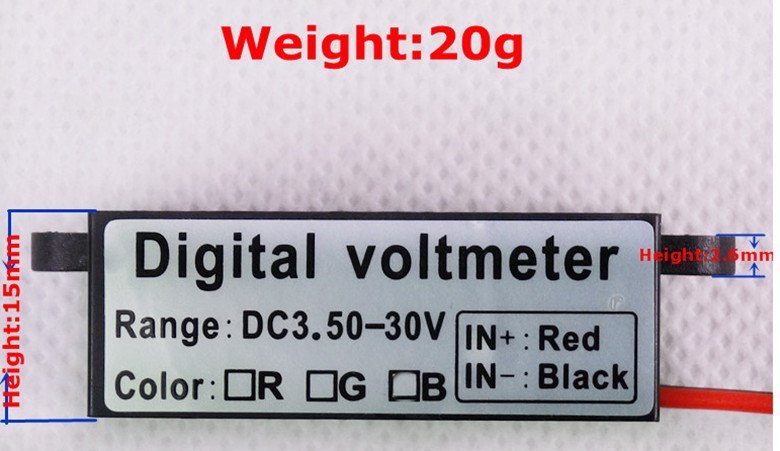 Weight:20g
Digital voltmeter
Range: DC3.50-30V
IN+: Red
IN-: Black
Color: □R □G □B
Height:15mm
Height:2.6mm